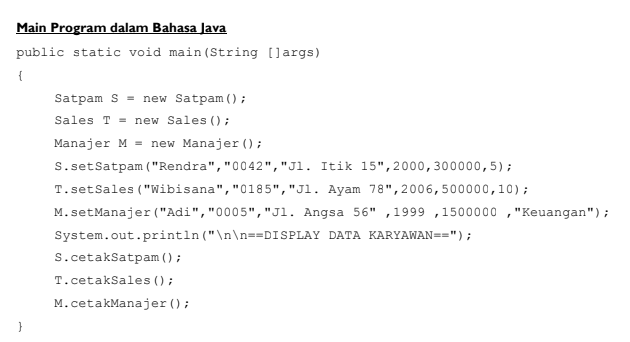 Main Program dalam Bahasa Java
public static void main(String []args)
{
Satpam S = new Satpam();
Sales T = new Sales();
Manajer M = new Manajer();
S.setSatpam("Rendra","0042","Jl. Itik 15",2000,300000,5);
T.setSales("Wibisana","0185","Jl. Ayam 78",2006,500000,10);
M.setManajer("Adi","0005","Jl. Angsa 56" ,1999 ,1500000 ,"Keuangan");
System.out.println("\n\n==DISPLAY DATA KARYAWAN==");
S.cetakSatpam();
T.cetakSales();
M.cetakManajer();
}